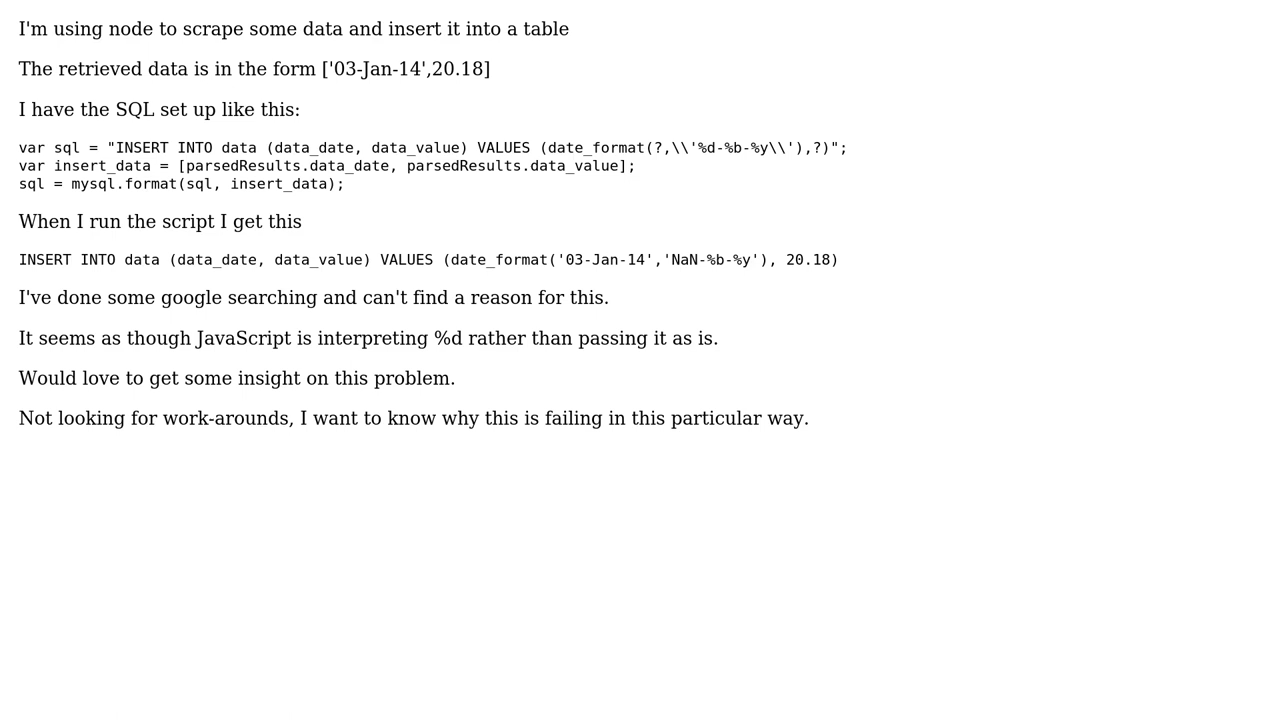 I'm using node to scrape some data and insert it into a table
The retrieved data is in the form ['03-Jan-14',20.18]
I have the SQL set up like this:
var sql = "INSERT INTO data (data_date, data_value) VALUES (date_format(?,\\'%d-%b-%y\\'),?)";
var insert_data = [parsedResults.data_date, parsedResults.data_value];
sql = mysql.format(sql, insert_data);
When I run the script I get this
INSERT INTO data (data_date, data_value) VALUES (date_format('03-Jan-14','NaN-%b-%y'), 20.18)
I've done some google searching and can't find a reason for this.
It seems as though JavaScript is interpreting %d rather than passing it as is.
Would love to get some insight on this problem.
Not looking for work-arounds, I want to know why this is failing in this particular way.